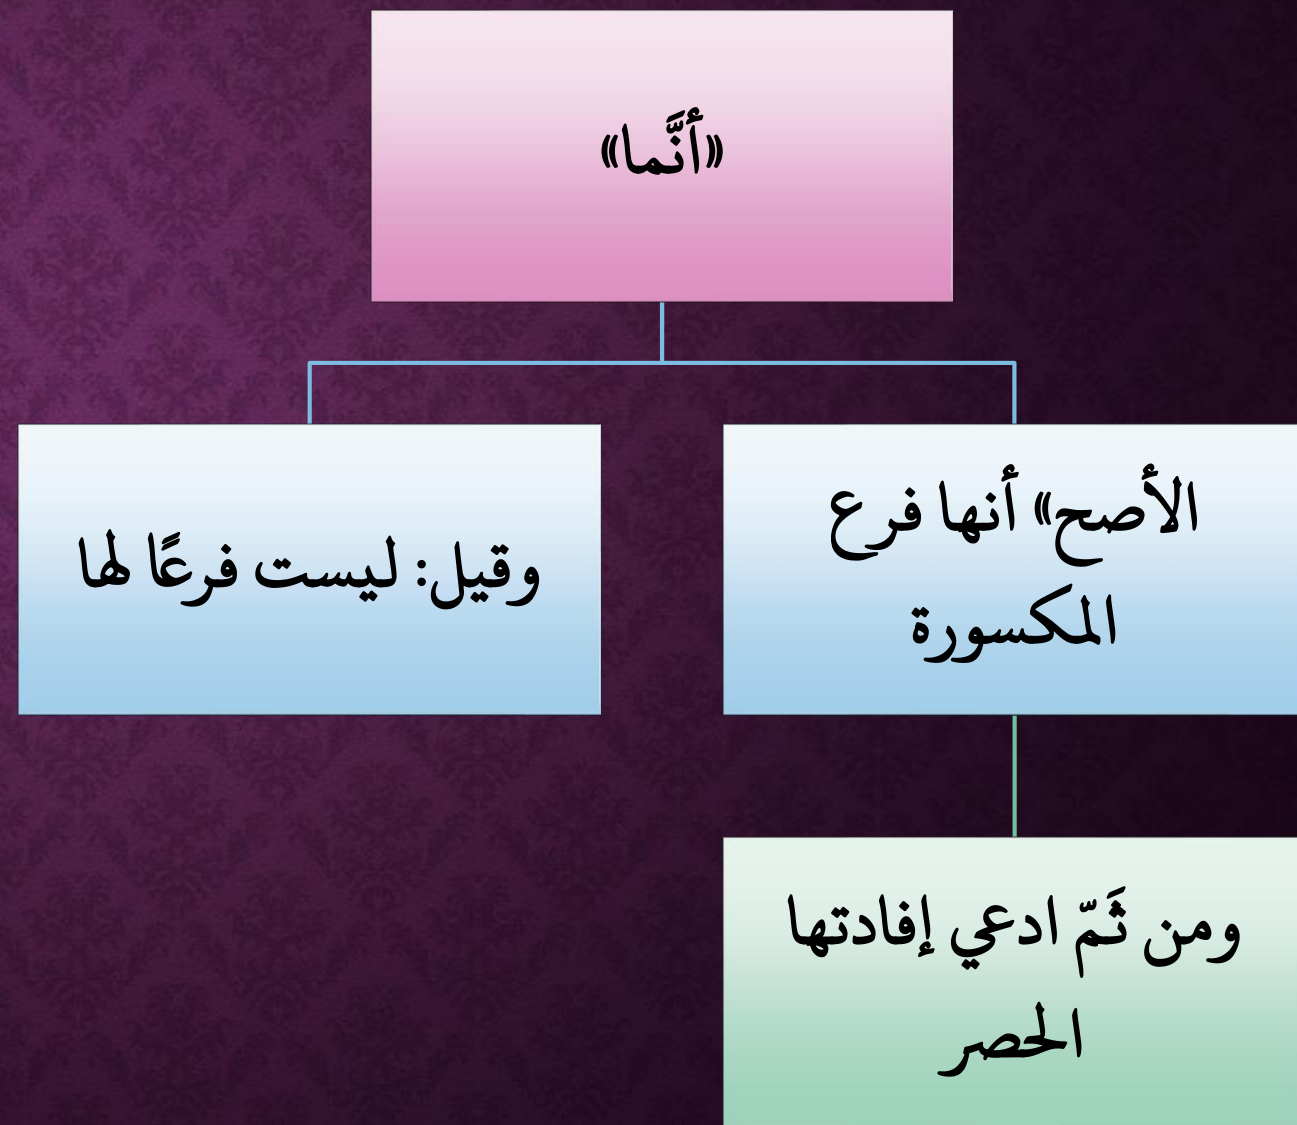 «أنَّما»
الأصح» أنها فرع
المكسورة
وقيل: ليست فرعًا لها
ومن ثَمّ ادعي إفادتها
الحصر